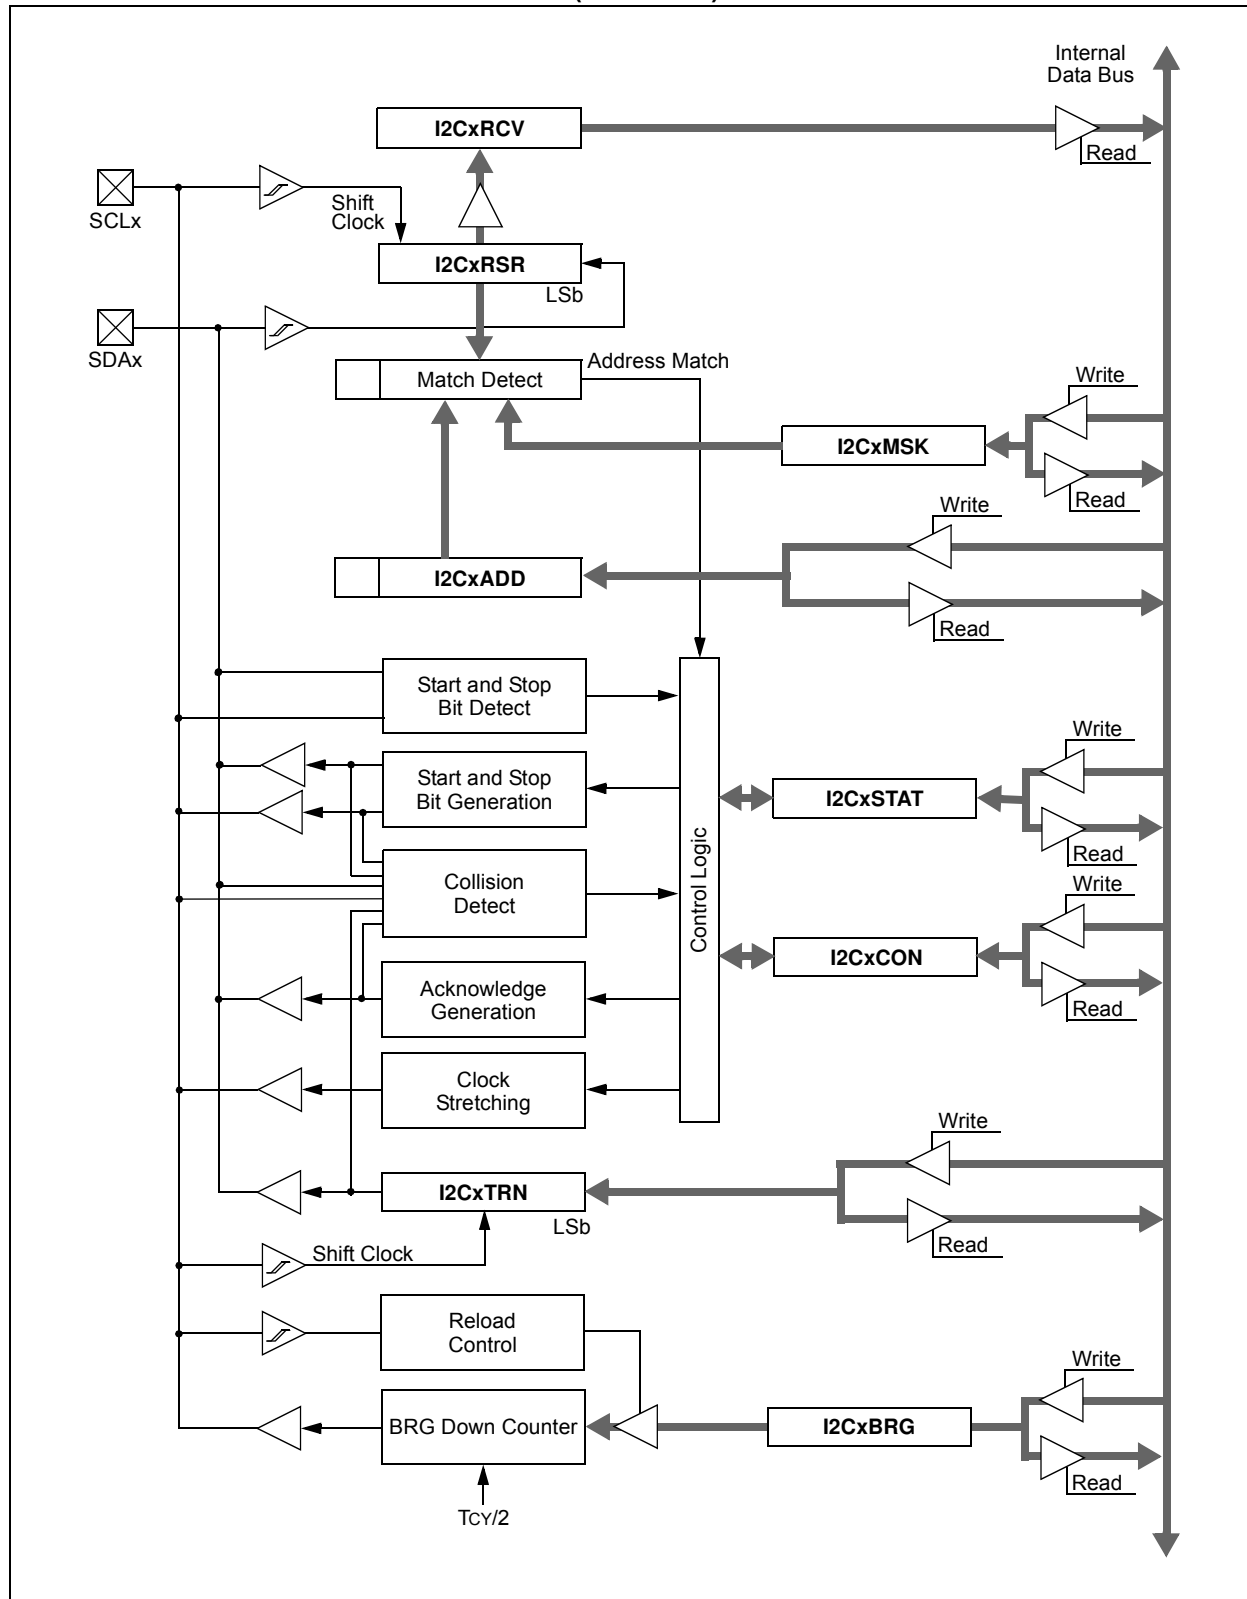 Internal
Data Bus
I2CxRCV
Read
SCLx
Shift
Clock
I2CxRSR
LSb
SDAx
Match Detect
Address Match
Write
I2CxMSK
Read
Write
I2CxADD
Read
Start and Stop
Bit Detect
Write
Start and Stop
Bit Generation
I2CxSTAT
Read
Control Logic
Collision
Detect
Write
I2CxCON
Read
Acknowledge
Generation
Clock
Stretching
Write
I2CxTRN
LSb
Read
Shift Clock
Reload
Control
Write
BRG Down Counter
I2CxBRG
Read
TCY/2